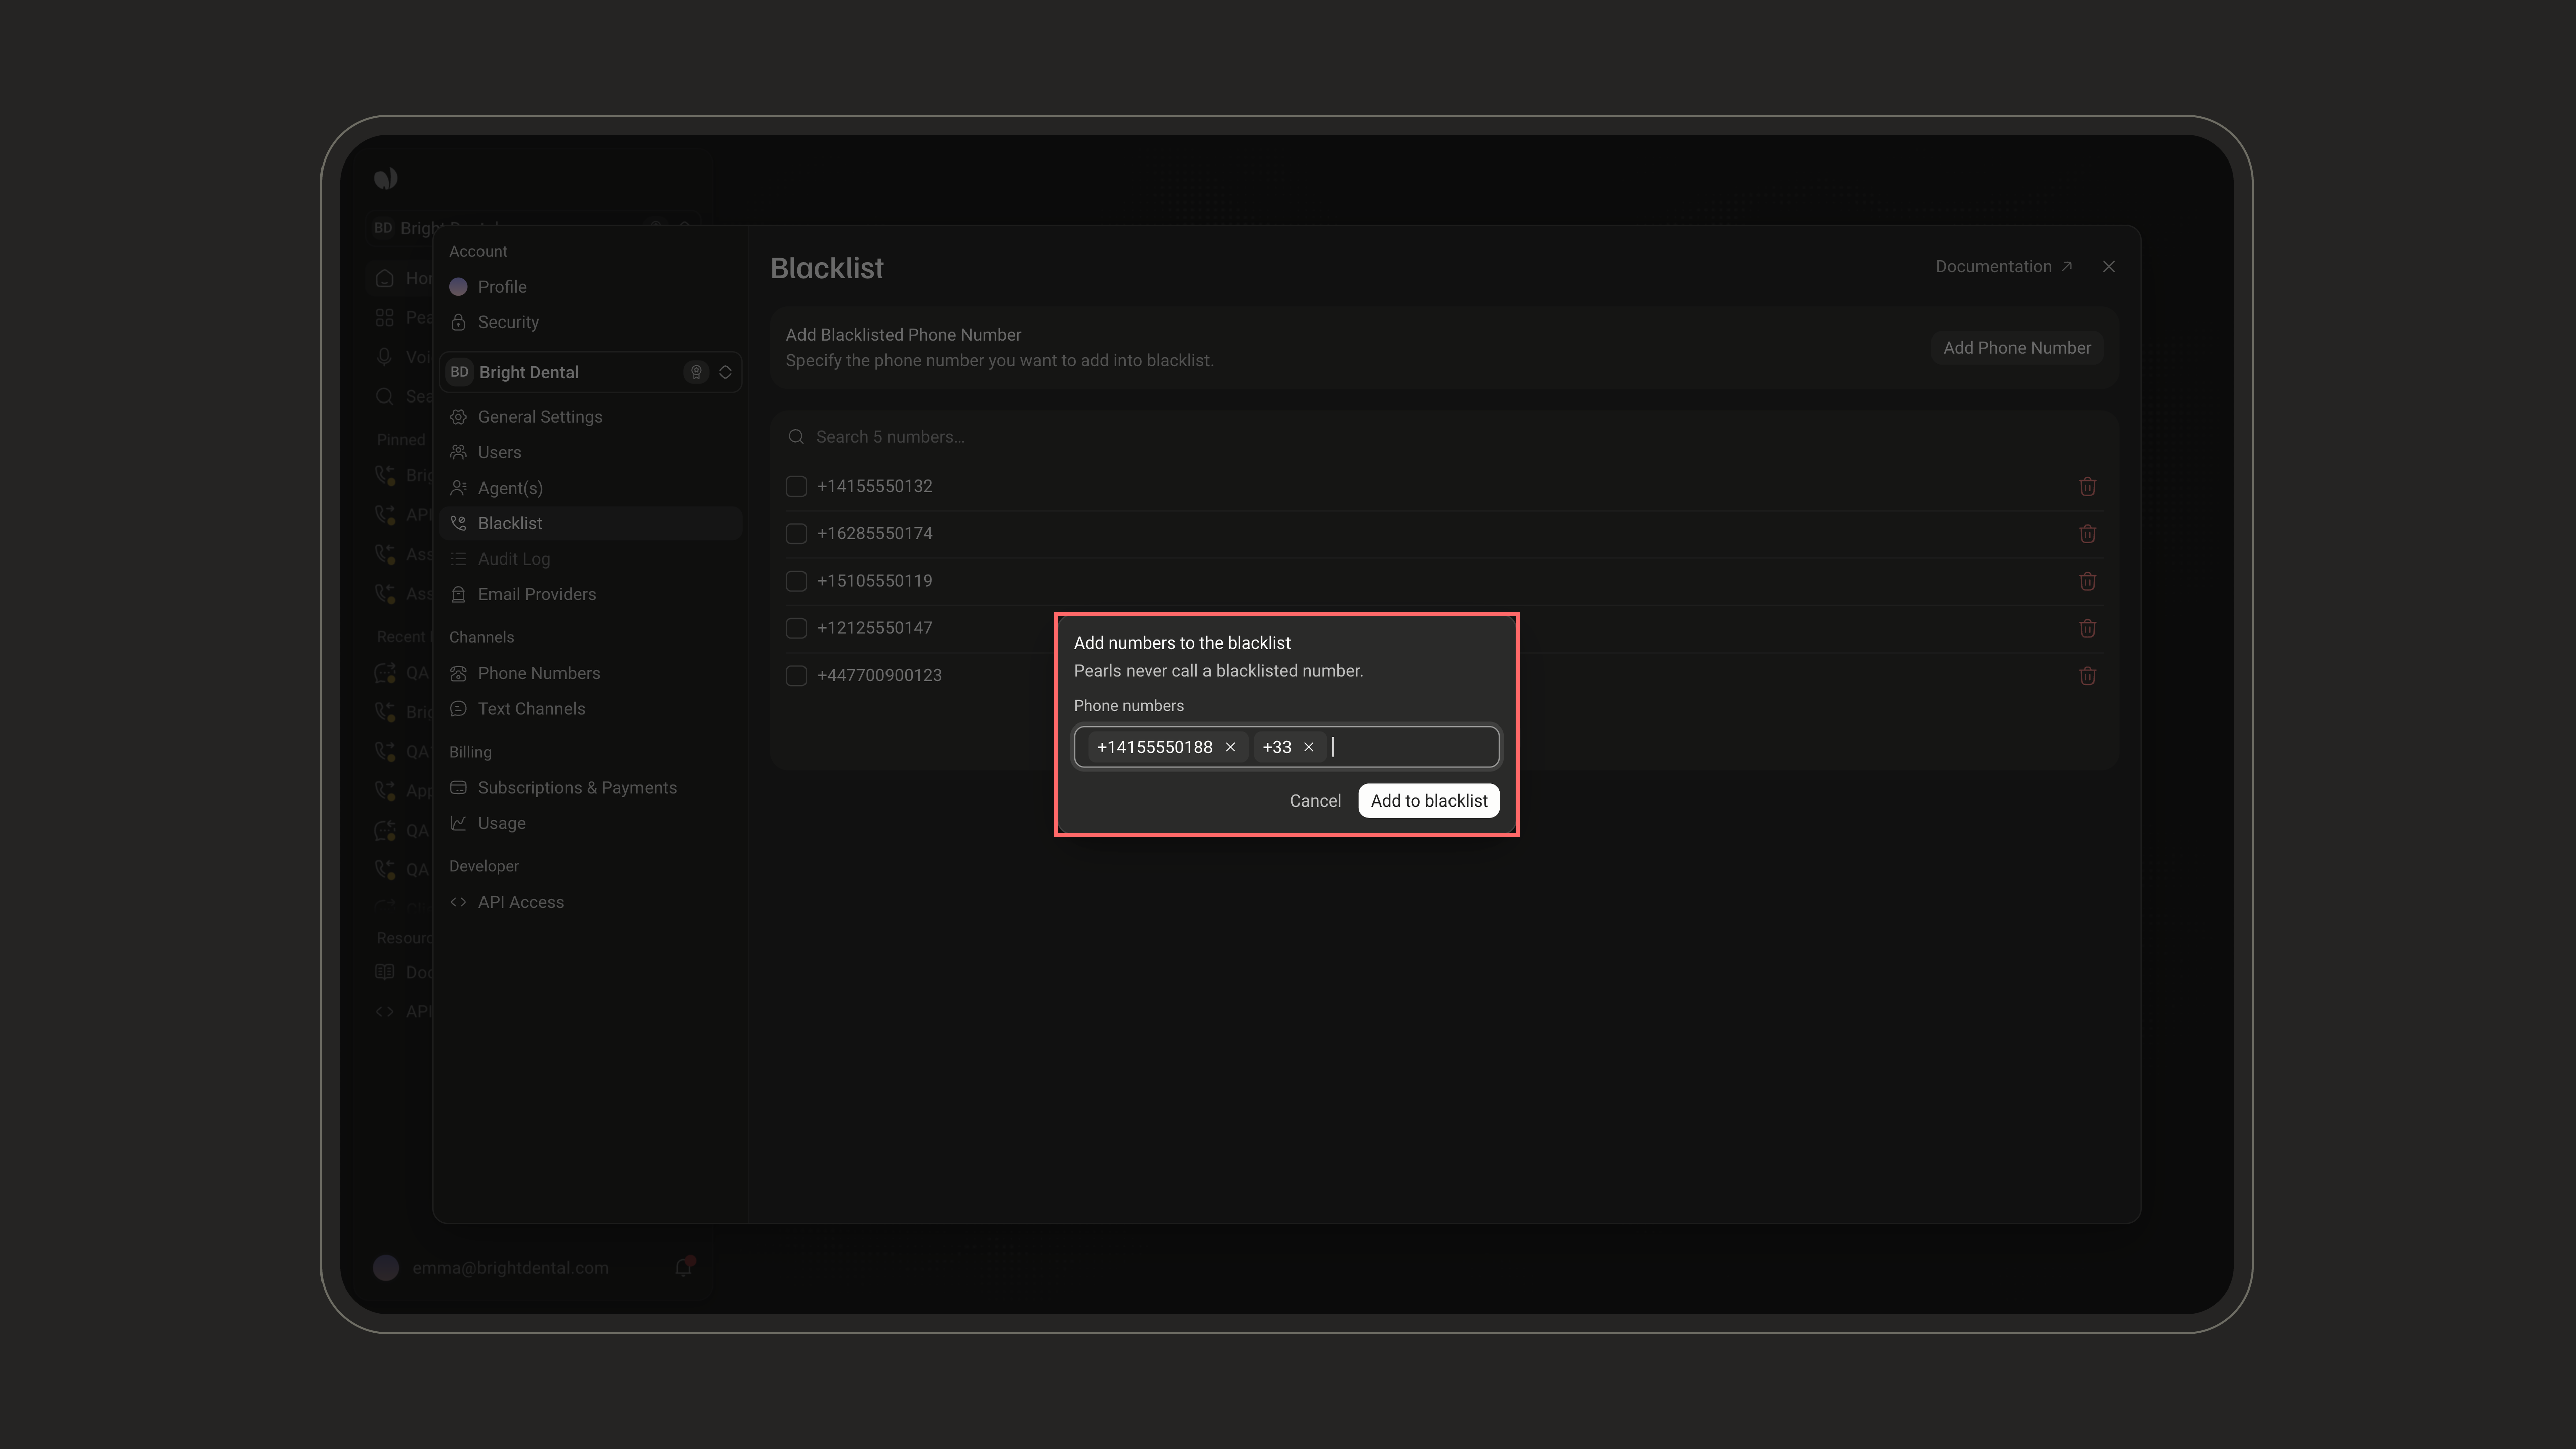 BD
Pinned
Recent
emma@brightdental.com
Account
Profile
Security
BD Bright Dental
General Settings
Users
Agent(s)
Blacklist
Audit Log
Email Providers
Channels
Phone Numbers
Text Channels
Billing
Subscriptions & Payments
Usage
Developer
API Access
Blacklist
Documentation
Add Blacklisted Phone Number
Specify the phone number you want to add into blacklist.
Add Phone Number
Search 5 numbers...
+14155550132
+16285550174
+15105550119
+12125550147
+447700900123
Add numbers to the blacklist
Pearls never call a blacklisted number.
Phone numbers
+14155550188 +33
Cancel Add to blacklist